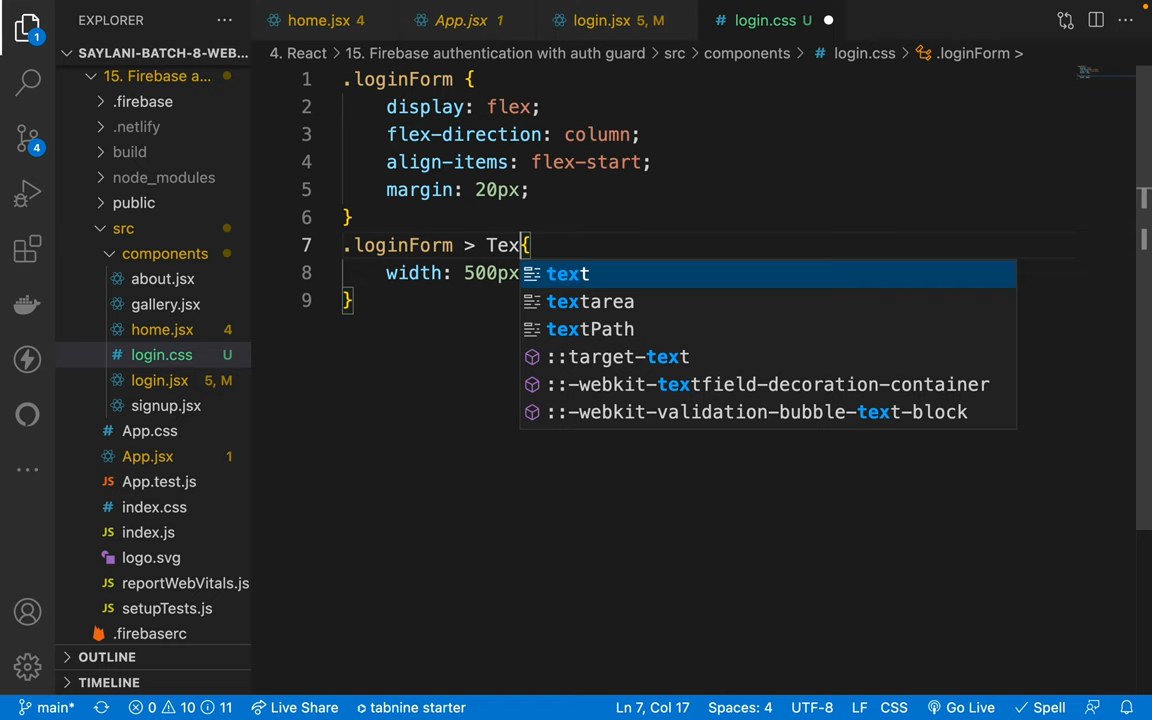 EXPLORER
home.jsx 4
App.jsx 1
login.jsx 5, M
login.css U
SAYLANI-BATCH-8-WEB...
4. React > 15. Firebase authentication with auth guard > src > components > login.css > .loginForm >
15. Firebase a...
.firebase
.netlify
build
node_modules
public
src
components
about.jsx
gallery.jsx
home.jsx 4
login.css U
login.jsx 5, M
signup.jsx
App.css
App.jsx 1
App.test.js
index.css
index.js
logo.svg
reportWebVitals.js
setupTests.js
.firebaserc
OUTLINE
TIMELINE
1
4
1 .loginForm {
2 display: flex;
3 flex-direction: column;
4 align-items: flex-start;
5 margin: 20px;
6 }
7 .loginForm > Tex{
8 width: 500px
9 }
text
textarea
textPath
::target-text
::-webkit-textfield-decoration-container
::-webkit-validation-bubble-text-block
main* 0 10 11 Live Share tabnine starter Ln 7, Col 17 Spaces: 4 UTF-8 LF CSS Go Live Spell